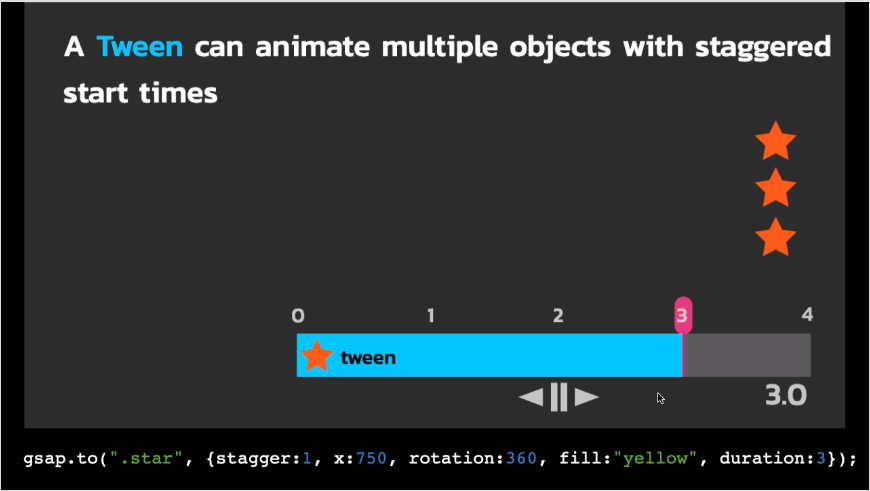 A Tween can animate multiple objects with staggered
start times
0 1 2 3 4
tween
3.0
gsap.to(".star", {stagger:1, x:750, rotation:360, fill:"yellow", duration:3});